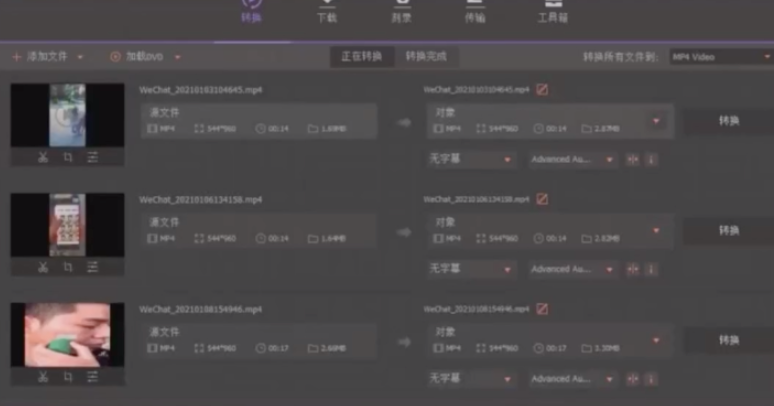 转换 下载 刻录 传输 工具箱
+ 添加文件 加载DVD 正在转换 转换完成 转换所有文件到: MP4 Video
WeChat_20210103104645.mp4 WeChat_20210103104645.mp4
源文件 对象 转换
MP4 544*960 00:14 1.69MB MP4 544*960 00:14 2.87MB
无字幕 Advanced Au...
WeChat_20210106134158.mp4 WeChat_20210106134158.mp4
源文件 对象 转换
MP4 544*960 00:14 1.64MB MP4 544*960 00:14 2.82MB
无字幕 Advanced Au...
WeChat_20210108154946.mp4 WeChat_20210108154946.mp4
源文件 对象 转换
MP4 544*960 00:17 2.66MB MP4 544*960 00:17 3.35MB
无字幕 Advanced Au...